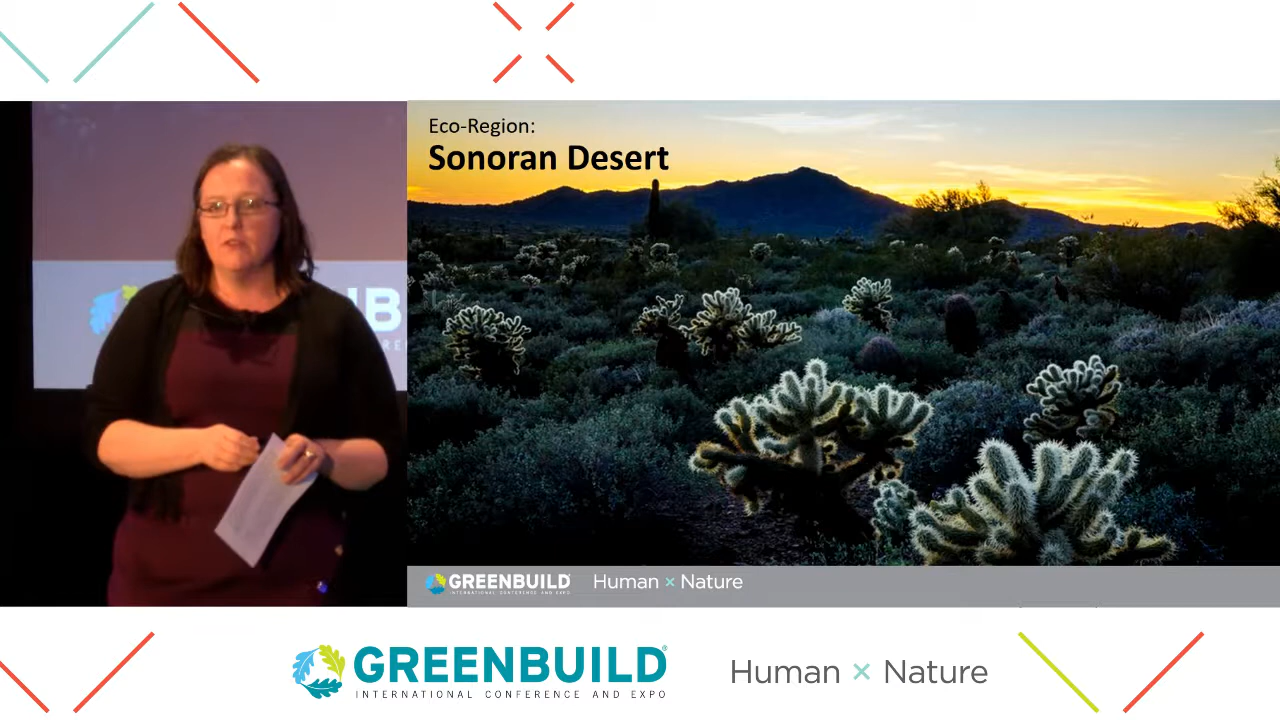 Eco-Region:
Sonoran Desert
GREENBUILD
INTERNATIONAL CONFERENCE AND EXPO
Human × Nature
GREENBUILD®
INTERNATIONAL CONFERENCE AND EXPO
Human × Nature